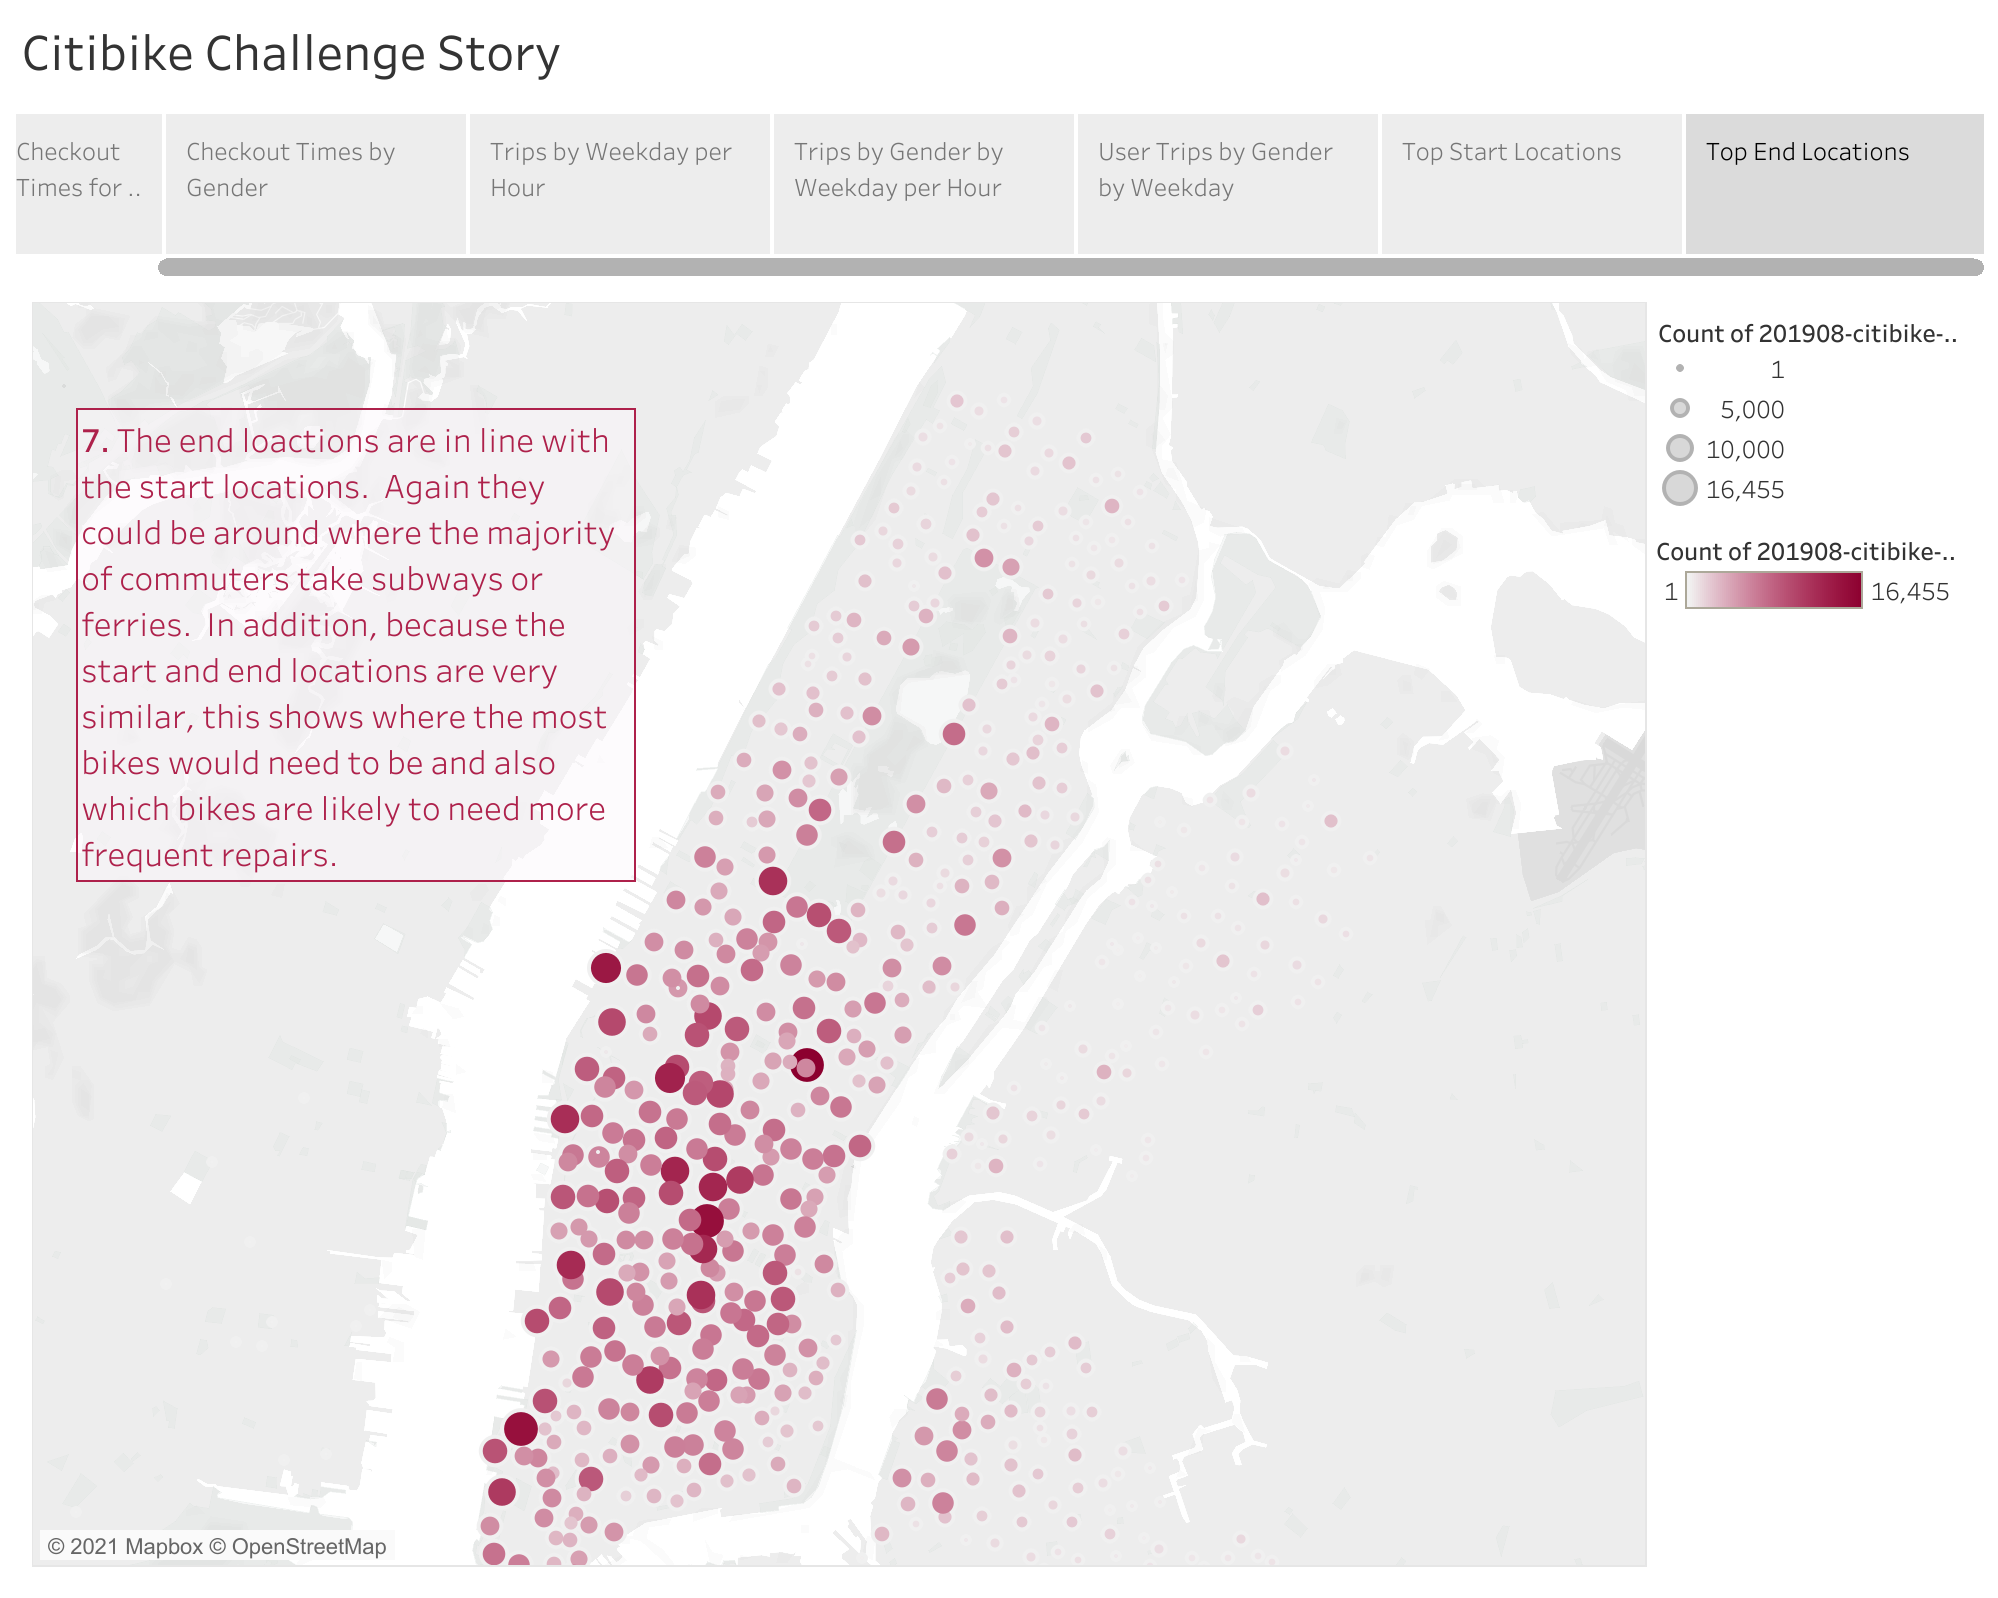 Citibike Challenge Story
Checkout
Times for ..
Checkout Times by
Gender
Trips by Weekday per
Hour
Trips by Gender by
Weekday per Hour
User Trips by Gender
by Weekday
Top Start Locations
Top End Locations
7. The end loactions are in line with
the start locations.  Again they
could be around where the majority
of commuters take subways or
ferries.  In addition, because the
start and end locations are very
similar, this shows where the most
bikes would need to be and also
which bikes are likely to need more
frequent repairs.
Count of 201908-citibike-..
1
5,000
10,000
16,455
Count of 201908-citibike-..
1 16,455
© 2021 Mapbox © OpenStreetMap